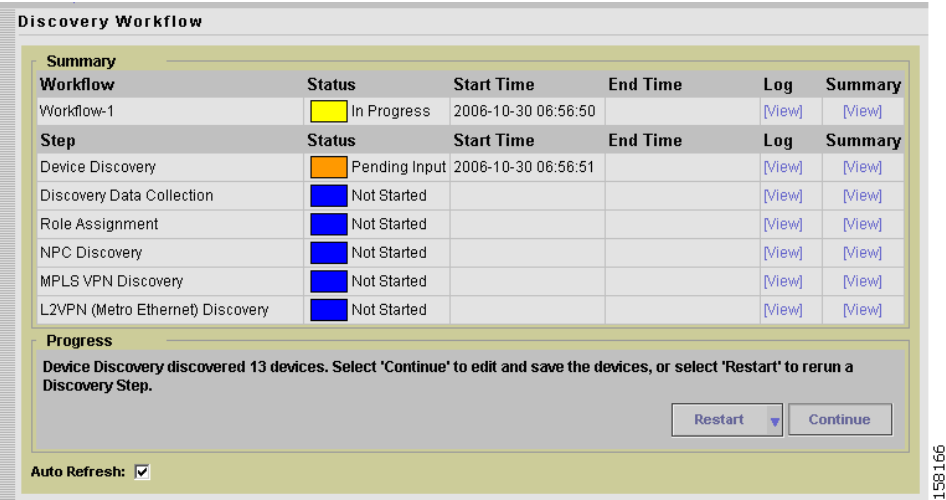 Discovery Workflow
Summary
Workflow Status Start Time End Time Log Summary
Workflow-1 In Progress 2006-10-30 06:56:50 [View] [View]
Step Status Start Time End Time Log Summary
Device Discovery Pending Input 2006-10-30 06:56:51 [View] [View]
Discovery Data Collection Not Started [View] [View]
Role Assignment Not Started [View] [View]
NPC Discovery Not Started [View] [View]
MPLS VPN Discovery Not Started [View] [View]
L2VPN (Metro Ethernet) Discovery Not Started [View] [View]
Progress
Device Discovery discovered 13 devices. Select 'Continue' to edit and save the devices, or select 'Restart' to rerun a
Discovery Step.
Restart Continue
Auto Refresh:
158166